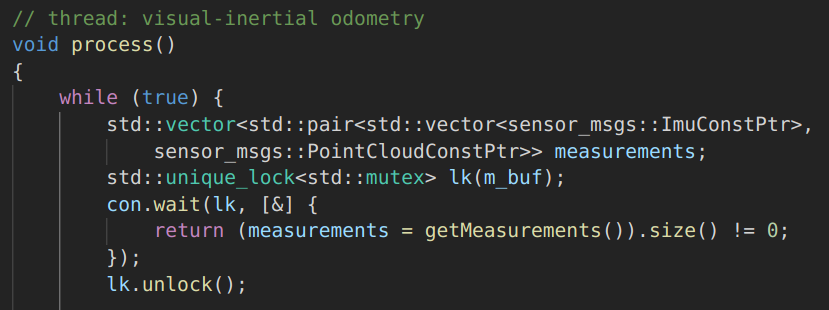 // thread: visual-inertial odometry
void process()
{
    while (true) {
        std::vector<std::pair<std::vector<sensor_msgs::ImuConstPtr>,
            sensor_msgs::PointCloudConstPtr>> measurements;
        std::unique_lock<std::mutex> lk(m_buf);
        con.wait(lk, [&] {
            return (measurements = getMeasurements()).size() != 0;
        });
        lk.unlock();